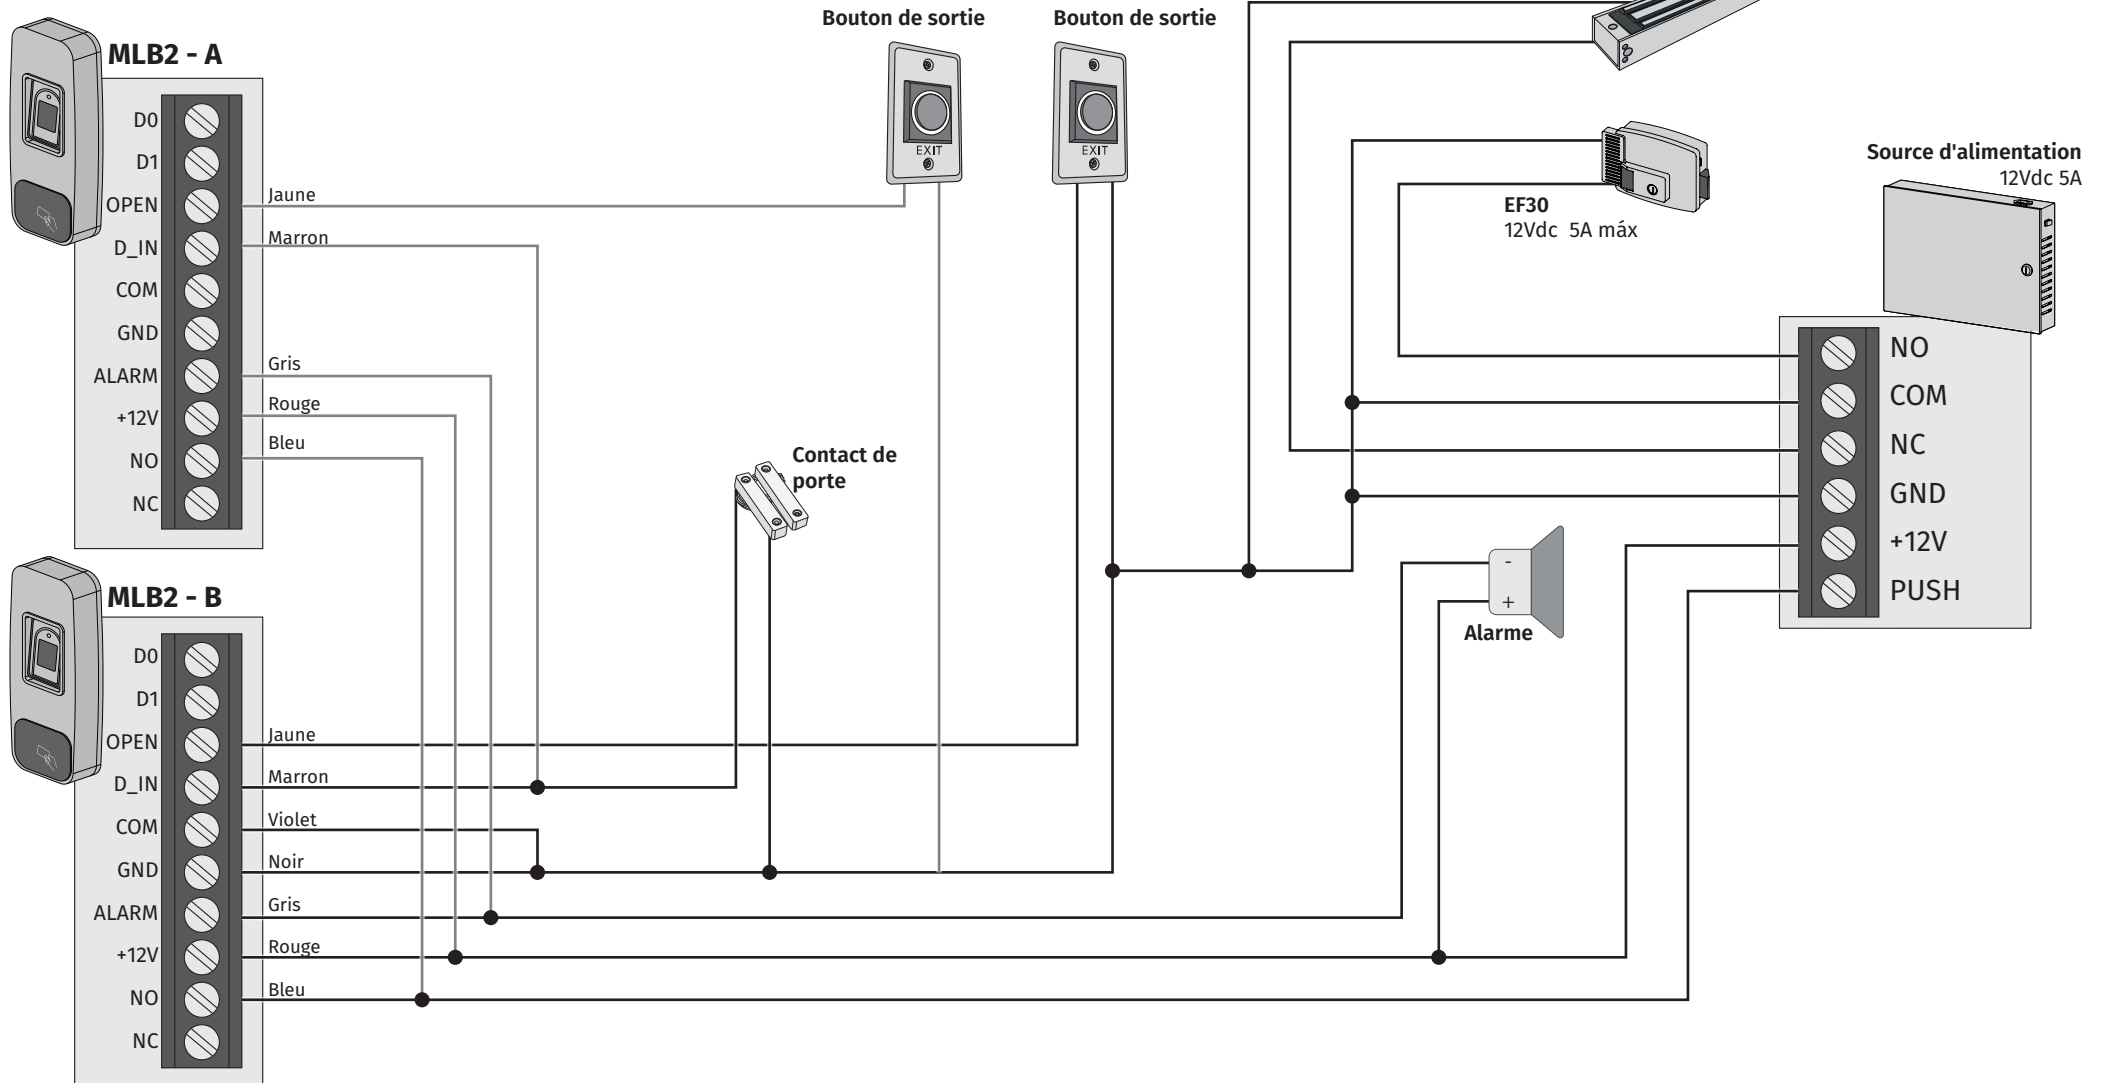 Bouton de sortie
Bouton de sortie
MLB2 - A
D0
D1
OPEN
D_IN
COM
GND
ALARM
+12V
NO
NC
Jaune
Marron
Gris
Rouge
Bleu
EXIT
EXIT
EF30
12Vdc 5A máx
Source d'alimentation
12Vdc 5A
NO
COM
NC
GND
+12V
PUSH
Contact de
porte
-
+
Alarme
MLB2 - B
D0
D1
OPEN
D_IN
COM
GND
ALARM
+12V
NO
NC
Jaune
Marron
Violet
Noir
Gris
Rouge
Bleu